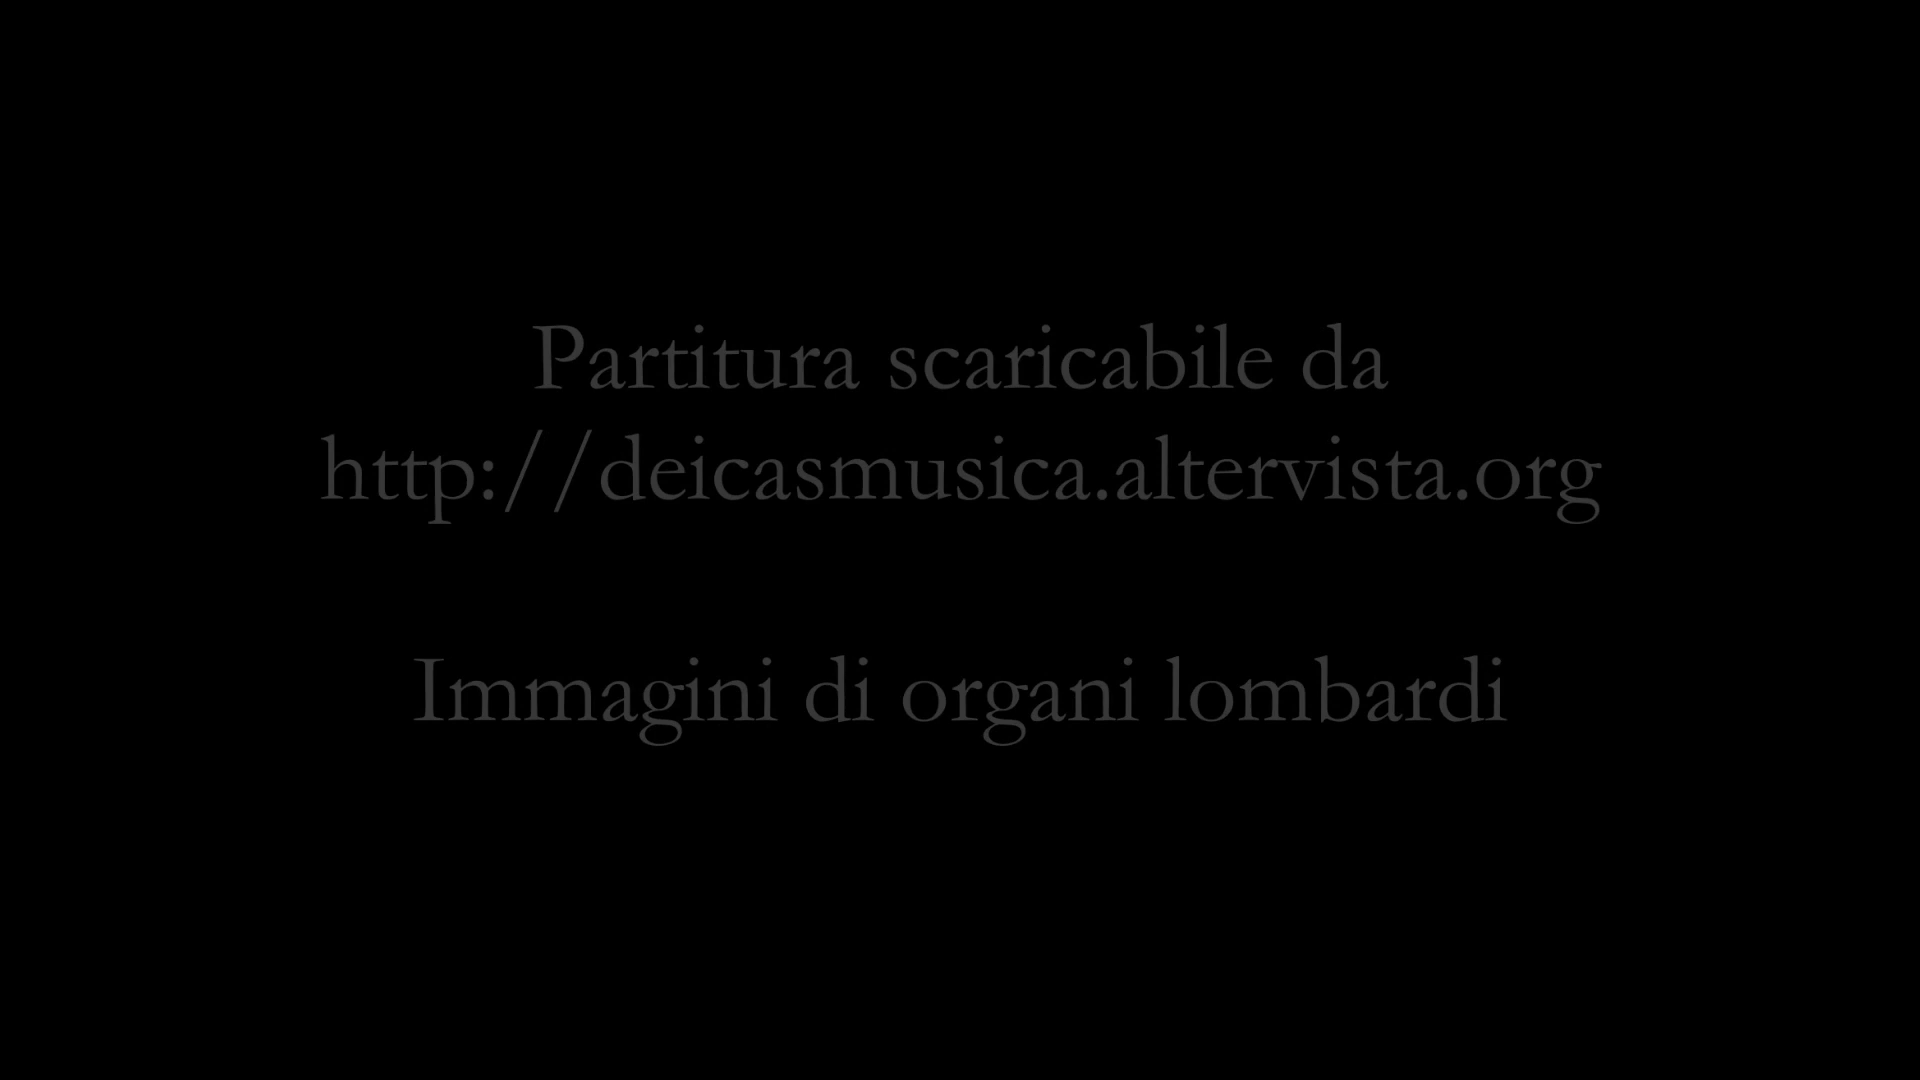 Partitura scaricabile da
http://deicasmusica.altervista.org
Immagini di organi lombardi